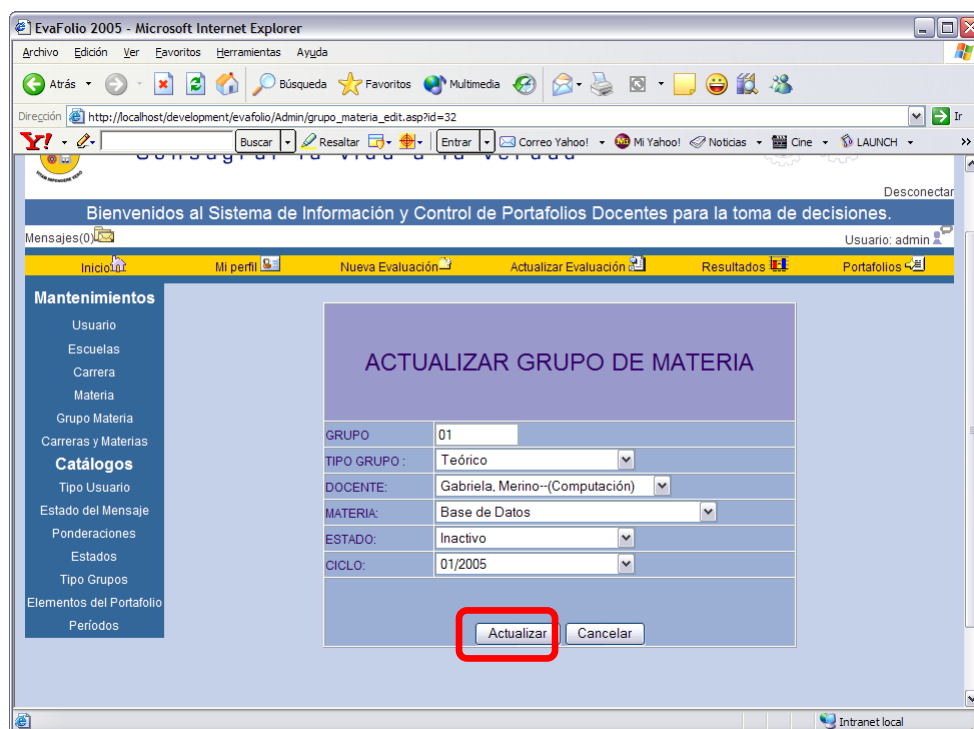 EvaFolio 2005 - Microsoft Internet Explorer
Archivo Edición Ver Favoritos Herramientas Ayuda
Atrás Búsqueda Favoritos Multimedia
Dirección http://localhost/development/evafolio/Admin/grupo_materia_edit.asp?id=32 Ir
Y! Buscar Resaltar Entrar Correo Yahoo! Mi Yahoo! Noticias Cine LAUNCH »
Consagrar la vida a la verdad
Desconectar
Bienvenidos al Sistema de Información y Control de Portafolios Docentes para la toma de decisiones.
Mensajes(0) Usuario: admin
Inicio Mi perfil Nueva Evaluación Actualizar Evaluación Resultados Portafolios
Mantenimientos
Usuario
Escuelas
Carrera
Materia
Grupo Materia
Carreras y Materias
Catálogos
Tipo Usuario
Estado del Mensaje
Ponderaciones
Estados
Tipo Grupos
Elementos del Portafolio
Períodos
ACTUALIZAR GRUPO DE MATERIA
GRUPO 01
TIPO GRUPO : Teórico
DOCENTE: Gabriela, Merino--(Computación)
MATERIA: Base de Datos
ESTADO: Inactivo
CICLO: 01/2005
Actualizar Cancelar
Intranet local